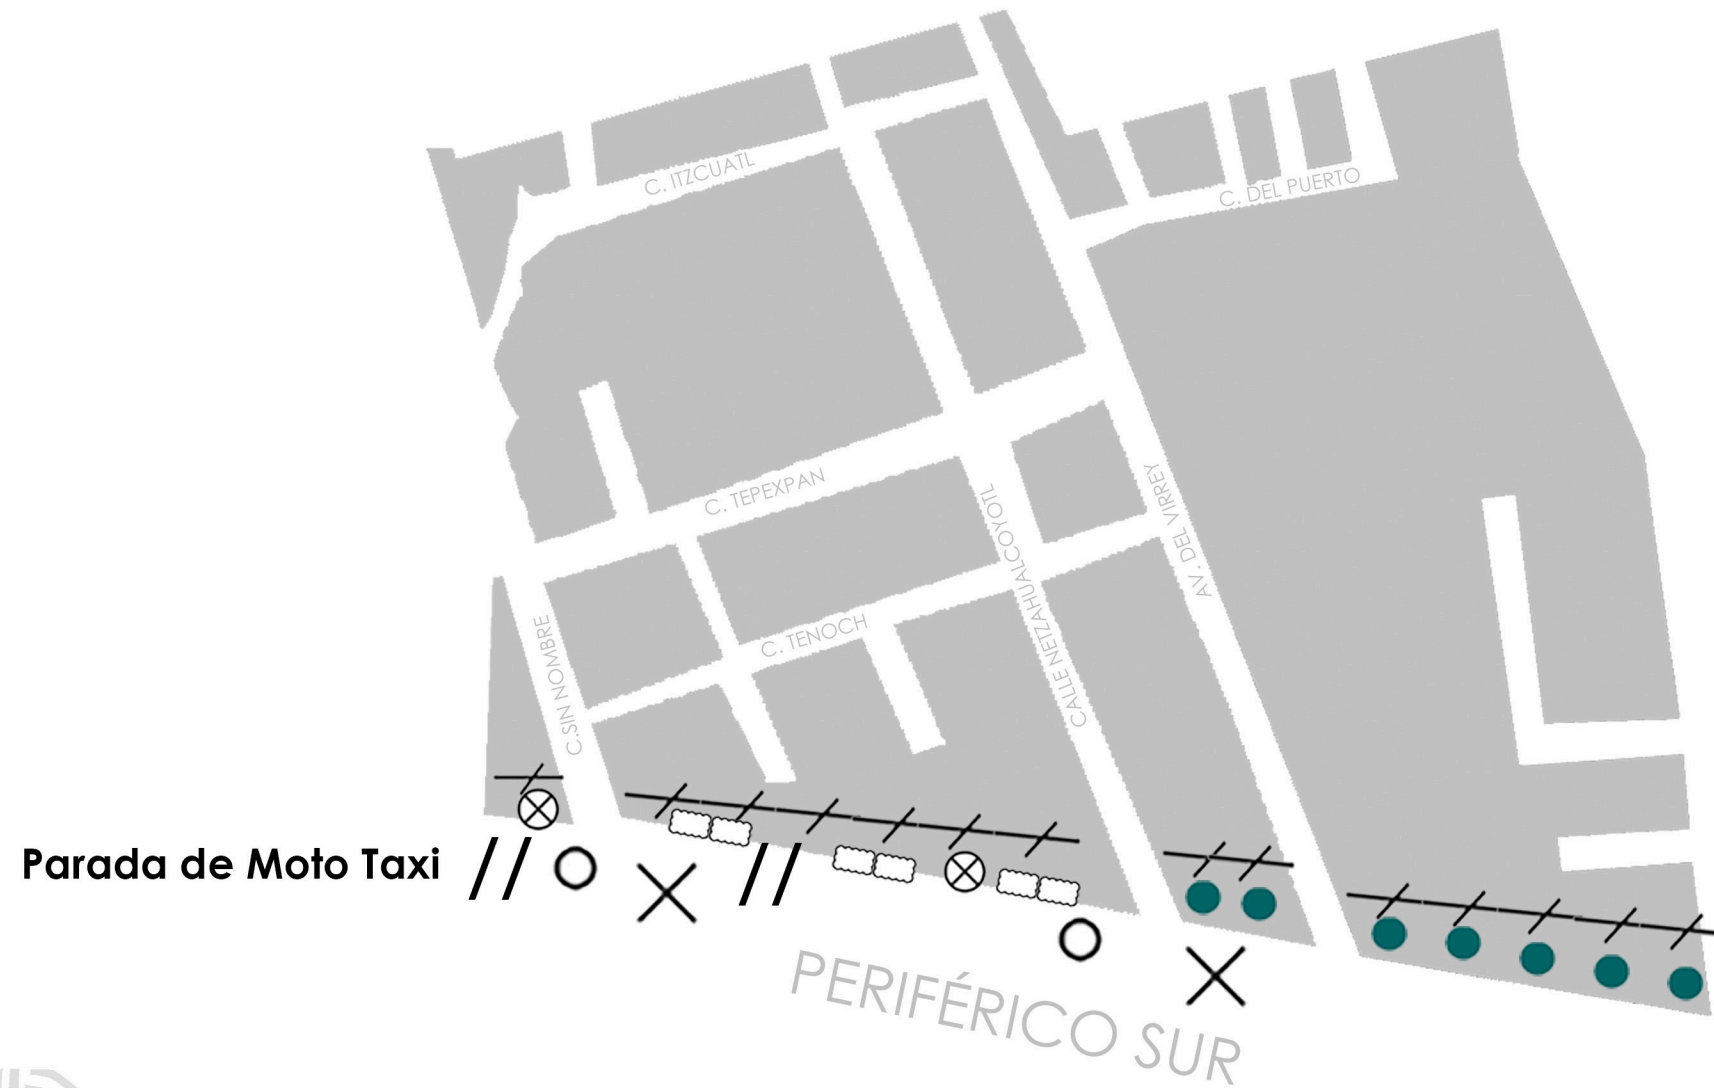 C. ITZCUATL
C. DEL PUERTO
C. TEPEXPAN
CALLE NETZAHUALCOYOTL
AV. DEL VIRREY
C. TENOCH
C.SIN NOMBRE
Parada de Moto Taxi
PERIFÉRICO SUR